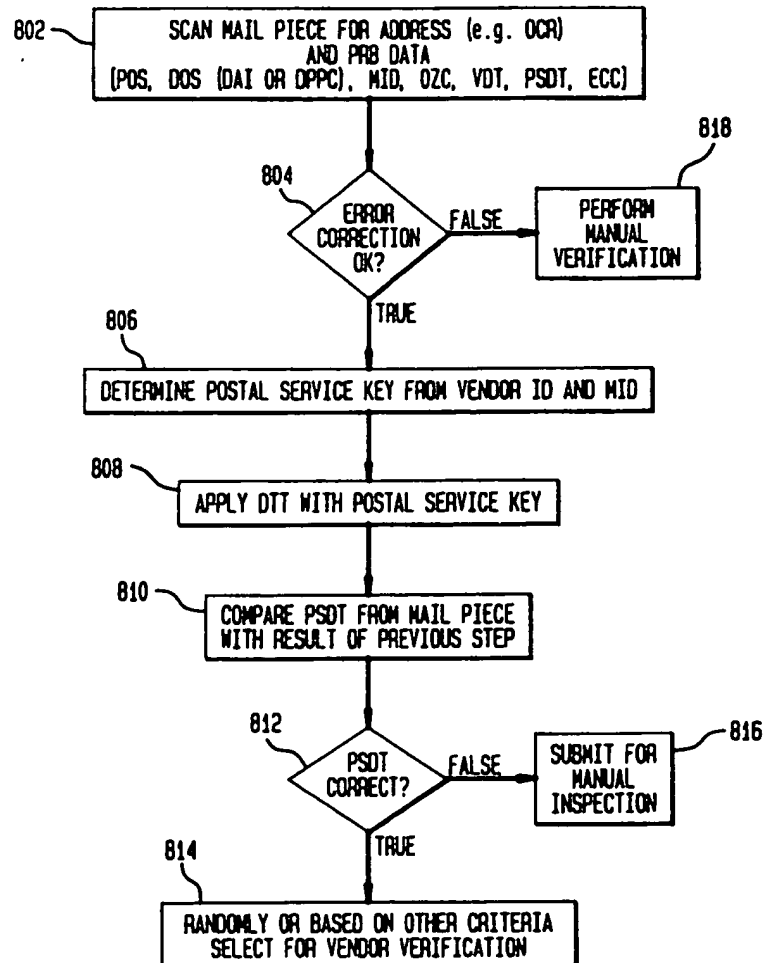 802
SCAN MAIL PIECE FOR ADDRESS (e.g. OCR)
AND PRB DATA
[POS, DOS (DAI OR DPPC), MID, OZC, VDT, PSDT, ECC]
804
ERROR
CORRECTION
OK?
FALSE
818
PERFORM
MANUAL
VERIFICATION
TRUE
806
DETERMINE POSTAL SERVICE KEY FROM VENDOR ID AND MID
808
APPLY DTT WITH POSTAL SERVICE KEY
810
COMPARE PSDT FROM MAIL PIECE
WITH RESULT OF PREVIOUS STEP
812
PSDT
CORRECT?
FALSE
816
SUBMIT FOR
MANUAL
INSPECTION
TRUE
814
RANDOMLY OR BASED ON OTHER CRITERIA
SELECT FOR VENDOR VERIFICATION